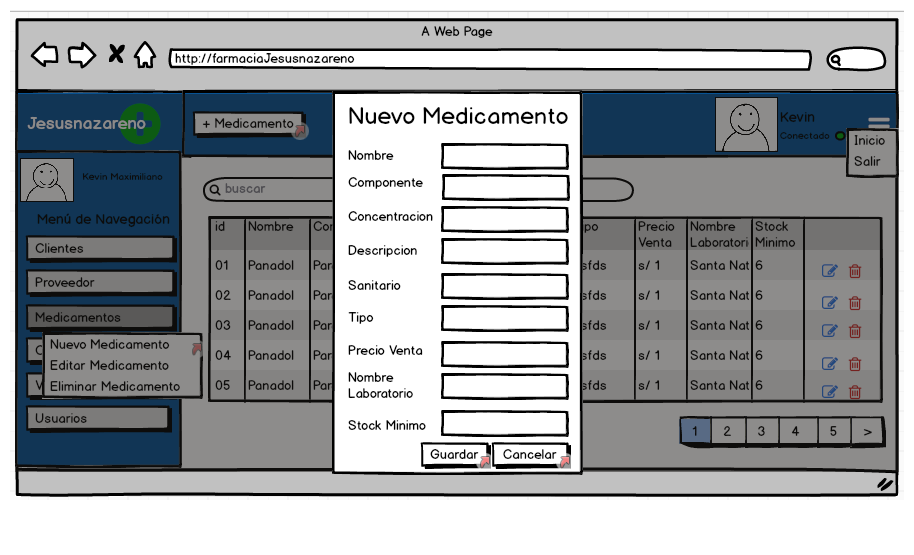 A Web Page
http://farmaciaJesusnazareno
Jesusnazareno
+ Medicamento
Kevin
Conectado
Inicio
Salir
Kevin Maximiliano
Menú de Navegación
Clientes
Proveedor
Medicamentos
Nuevo Medicamento
Editar Medicamento
Eliminar Medicamento
Usuarios
buscar
Nuevo Medicamento
Nombre
Componente
Concentracion
Descripcion
Sanitario
Tipo
Precio Venta
Nombre
Laboratorio
Stock Minimo
Guardar Cancelar
id Nombre Con po Precio Venta Nombre Laboratori Stock Minimo
01 Panadol Par sfds s/ 1 Santa Nat 6
02 Panadol Par sfds s/ 1 Santa Nat 6
03 Panadol Par sfds s/ 1 Santa Nat 6
04 Panadol Par sfds s/ 1 Santa Nat 6
05 Panadol Par sfds s/ 1 Santa Nat 6
1 2 3 4 5 >